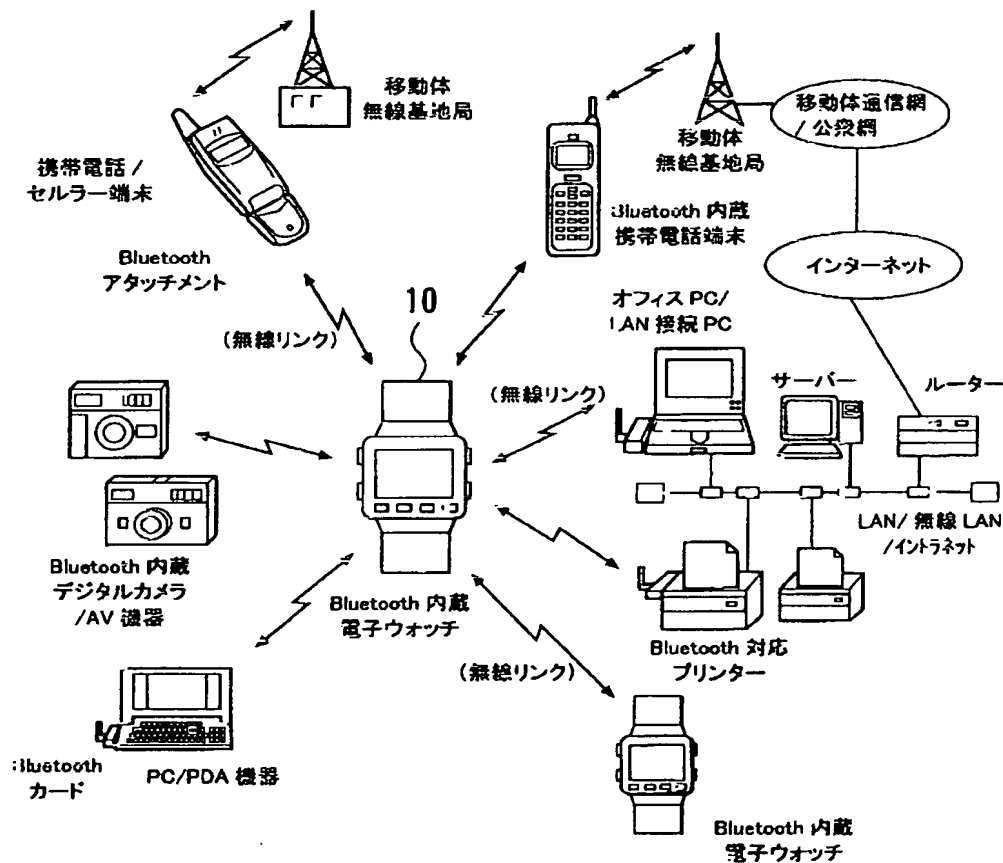 移動体
無線基地局
携帯電話 /
セルラー端末
Bluetooth
アタッチメント
移動体
無線基地局
移動体通信網
/ 公衆網
Bluetooth 内蔵
携帯電話端末
インターネット
10
(無線リンク)
オフィス PC/
LAN 接続 PC
サーバー
ルーター
(無線リンク)
LAN/ 無線 LAN
/イントラネット
Bluetooth 内蔵
デジタルカメラ
/AV 機器
Bluetooth 内蔵
電子ウォッチ
Bluetooth 対応
プリンター
(無線リンク)
Bluetooth
カード
PC/PDA 機器
Bluetooth 内蔵
電子ウォッチ